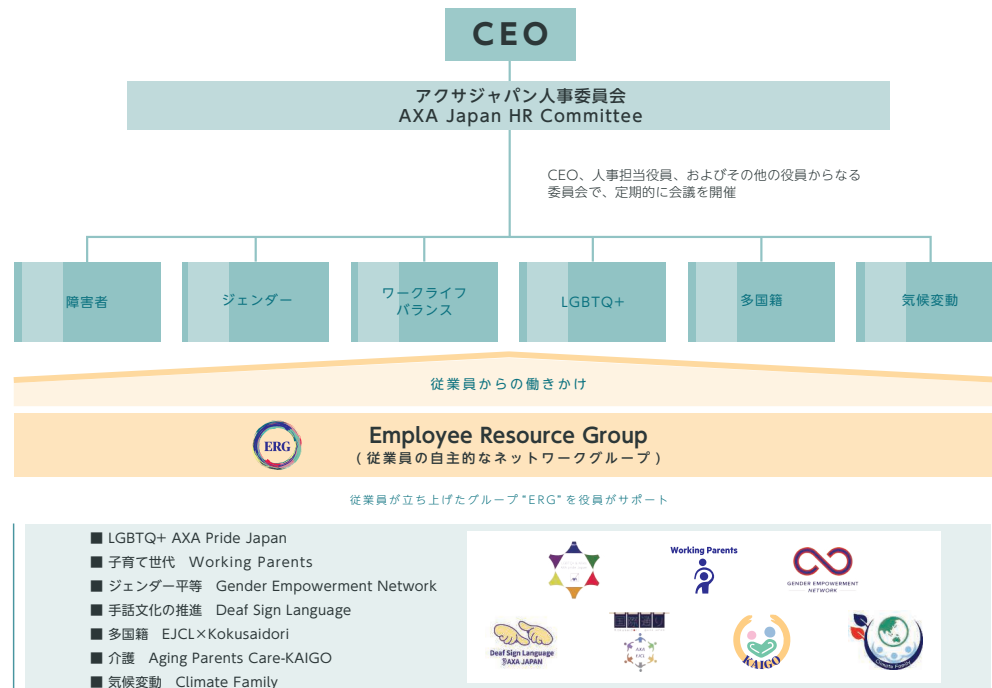 CEO
アクサジャパン人事委員会
AXA Japan HR Committee
CEO、人事担当役員、およびその他の役員からなる
委員会で、定期的に会議を開催
障害者
ジェンダー
ワークライフ
バランス
LGBTQ+
多国籍
気候変動
従業員からの働きかけ
ERG
Employee Resource Group
(従業員の自主的なネットワークグループ)
従業員が立ち上げたグループ"ERG"を役員がサポート
■ LGBTQ+ AXA Pride Japan
■ 子育て世代 Working Parents
■ ジェンダー平等 Gender Empowerment Network
■ 手話文化の推進 Deaf Sign Language
■ 多国籍 EJCL×Kokusaidori
■ 介護 Aging Parents Care-KAIGO
■ 気候変動 Climate Family
Working Parents
GENDER EMPOWERMENT
NETWORK
Deaf Sign Language
@AXA JAPAN
AXA
EJCL
KAIGO
Climate Family